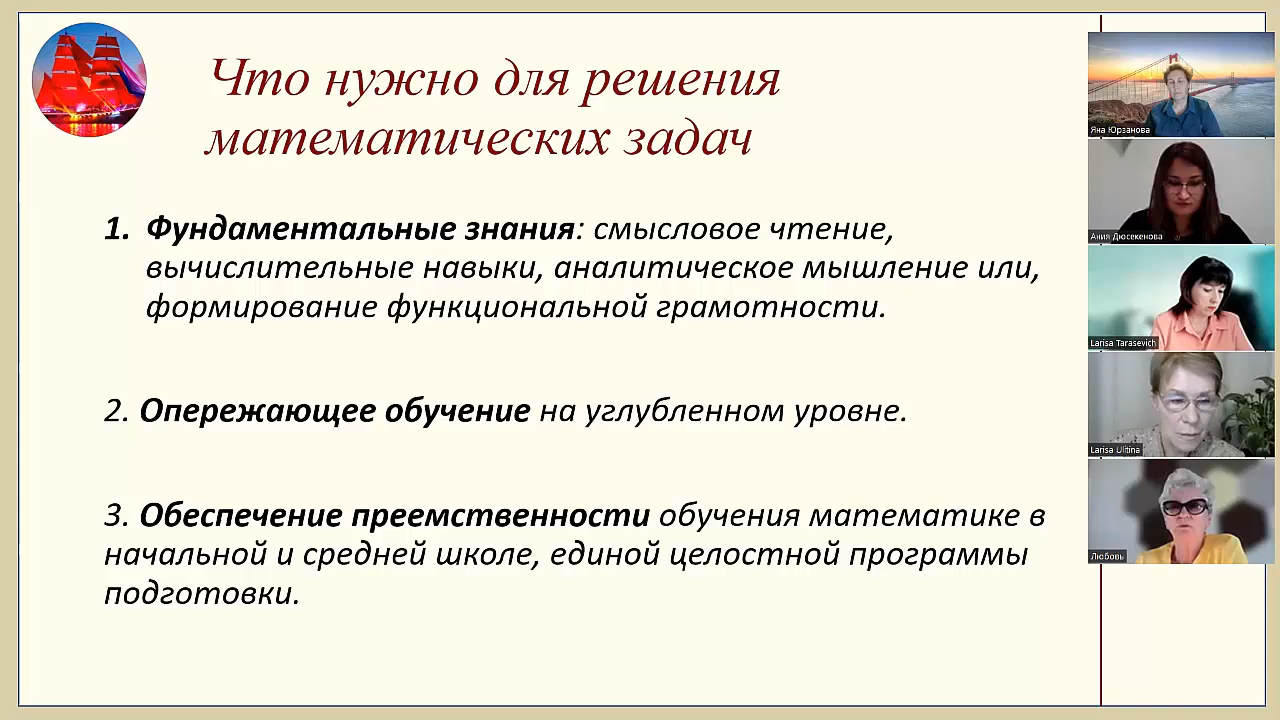 Что нужно для решения
математических задач
1. Фундаментальные знания: смысловое чтение,
вычислительные навыки, аналитическое мышление или,
формирование функциональной грамотности.
2. Опережающее обучение на углубленном уровне.
3. Обеспечение преемственности обучения математике в
начальной и средней школе, единой целостной программы
подготовки.
Яна Юрзанова
Ания Дюсекенова
Larisa Tarasevich
Larisa Ulitina
Любовь